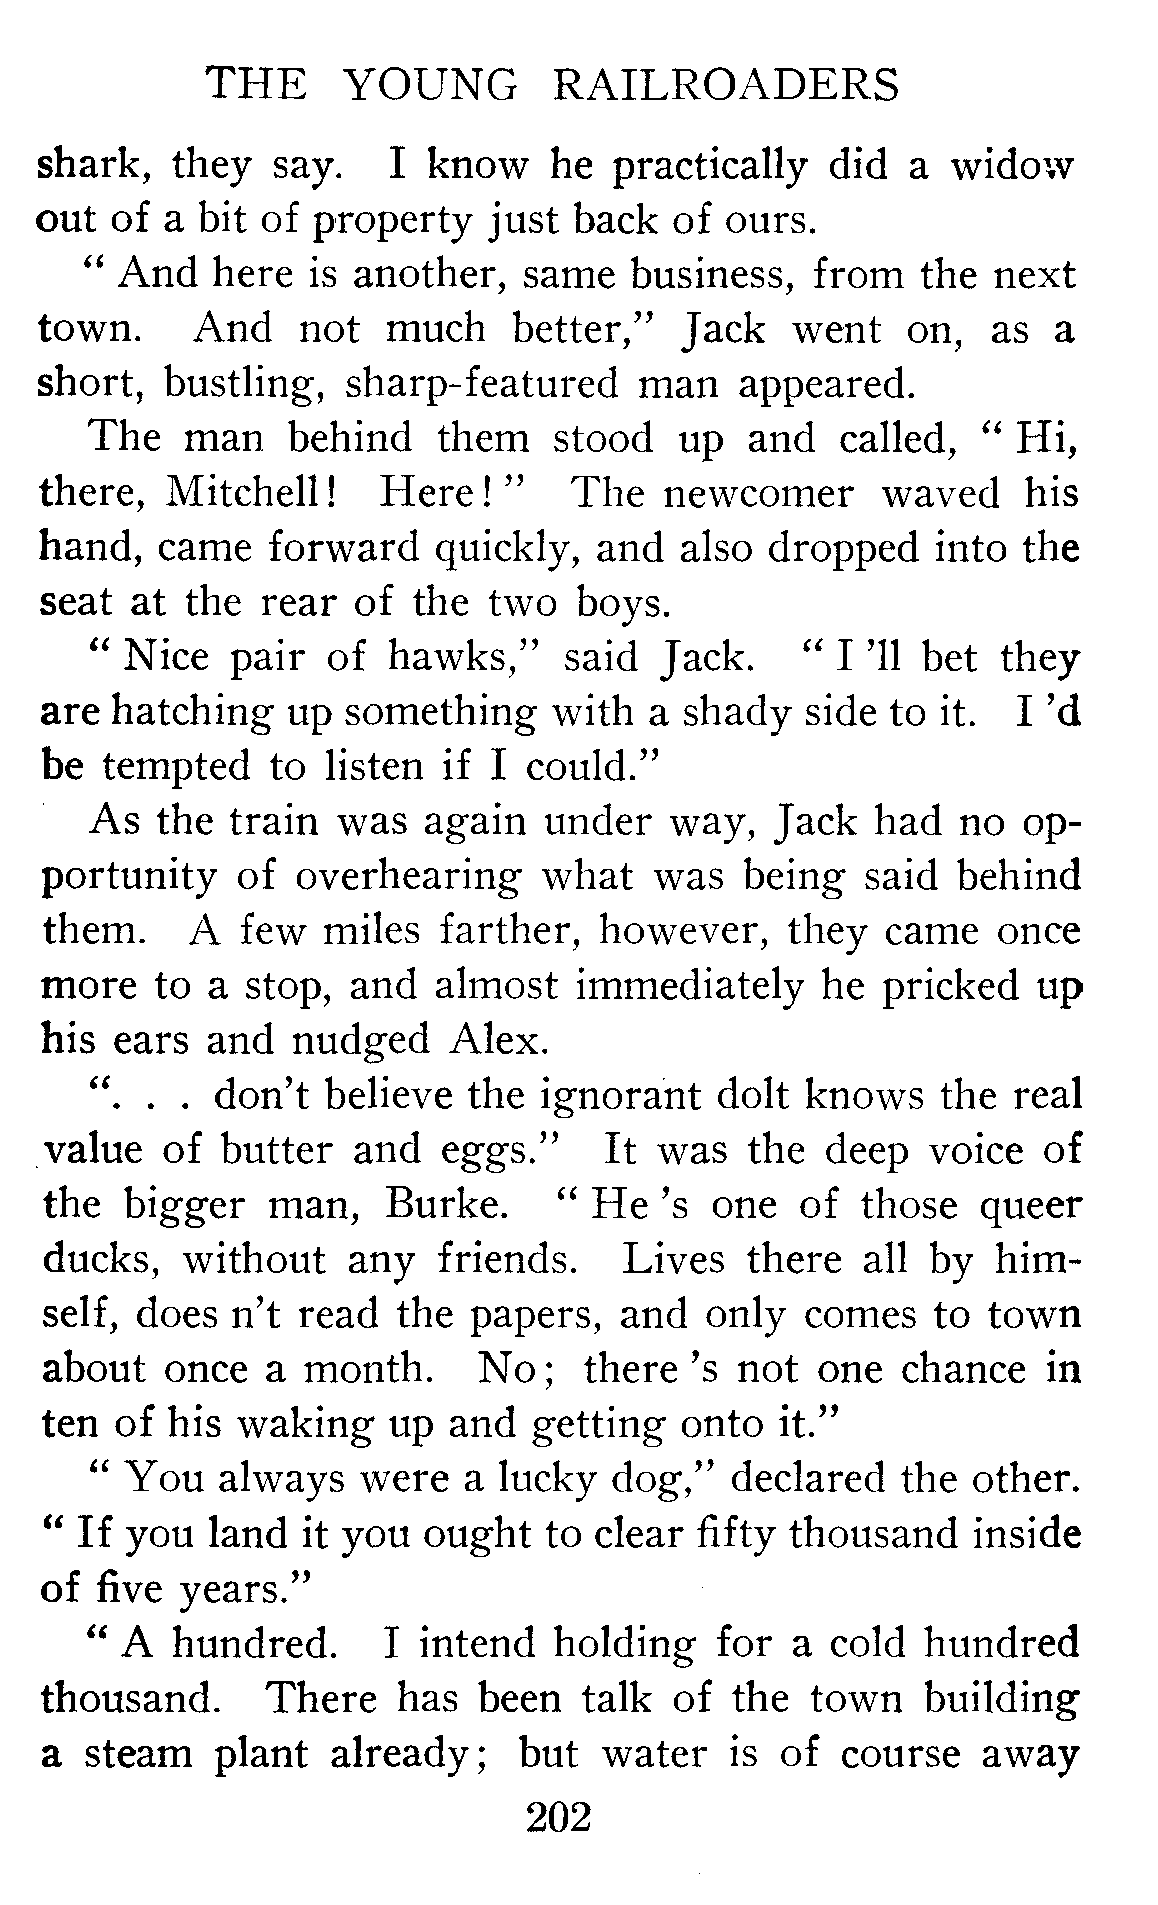 THE YOUNG RAILROADERS
shark, they say. I know he practically did a widow
out of a bit of property just back of ours.
“ And here is another, same business, from the next
town. And not much better,” Jack went on, as a
short, bustling, sharp-featured man appeared.
The man behind them stood up and called, “ Hi,
there, Mitchell! Here! ” The newcomer waved his
hand, came forward quickly, and also dropped into the
seat at the rear of the two boys.
“ Nice pair of hawks,” said Jack. “ I 'll bet they
are hatching up something with a shady side to it. I 'd
be tempted to listen if I could.”
As the train was again under way, Jack had no op-
portunity of overhearing what was being said behind
them. A few miles farther, however, they came once
more to a stop, and almost immediately he pricked up
his ears and nudged Alex.
“. . . don't believe the ignorant dolt knows the real
value of butter and eggs.” It was the deep voice of
the bigger man, Burke. “ He 's one of those queer
ducks, without any friends. Lives there all by him-
self, does n't read the papers, and only comes to town
about once a month. No; there 's not one chance in
ten of his waking up and getting onto it.”
“ You always were a lucky dog,” declared the other.
“ If you land it you ought to clear fifty thousand inside
of five years.”
“ A hundred. I intend holding for a cold hundred
thousand. There has been talk of the town building
a steam plant already; but water is of course away
202